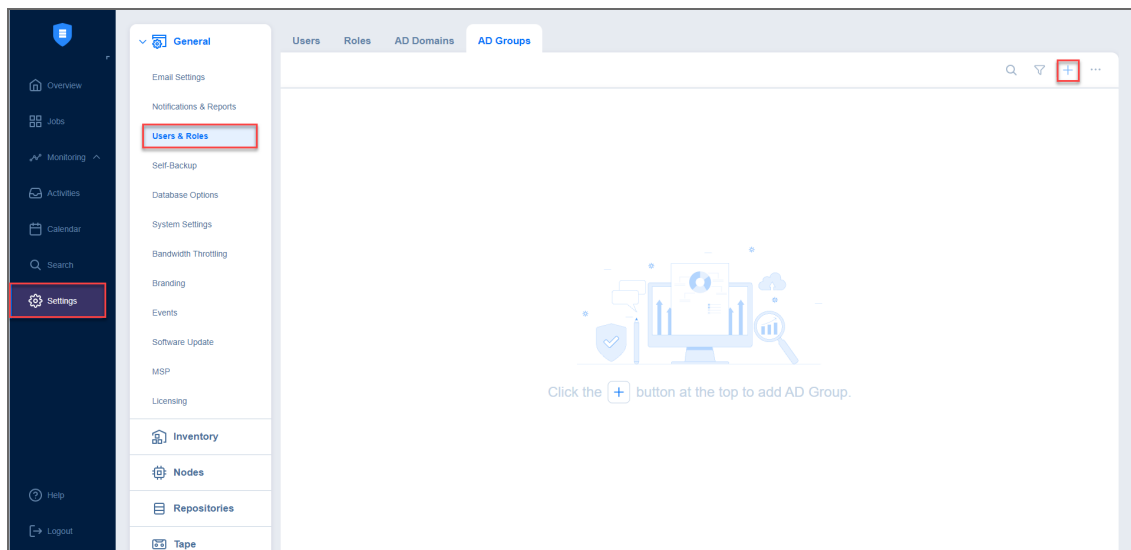 Overview
Jobs
Monitoring
Activities
Calendar
Search
Settings
Help
Logout
General
Email Settings
Notifications & Reports
Users & Roles
Self-Backup
Database Options
System Settings
Bandwidth Throttling
Branding
Events
Software Update
MSP
Licensing
Inventory
Nodes
Repositories
Tape
Users Roles AD Domains AD Groups
Click the + button at the top to add AD Group.